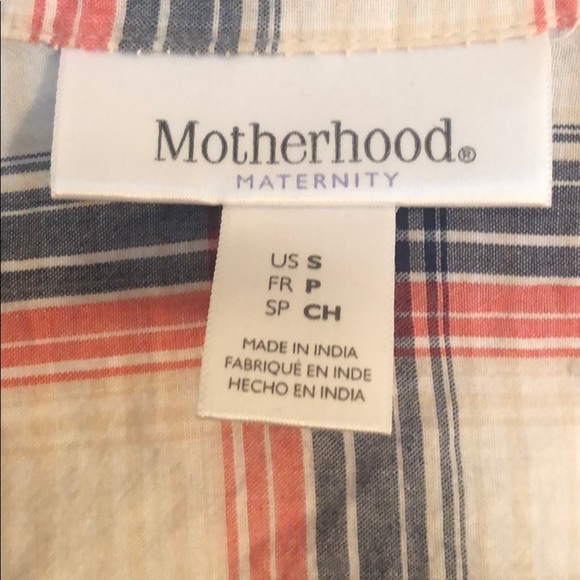 Motherhood®
MATERNITY
US S
FR P
SP CH
MADE IN INDIA
FABRIQUÉ EN INDE
HECHO EN INDIA